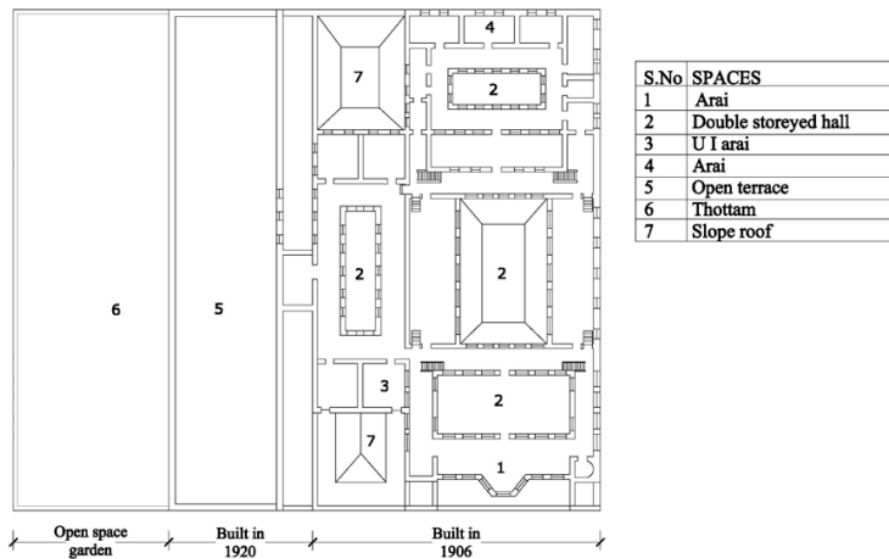 4
7
2
2
2
6
5
3
2
7
1
S.No SPACES
1 Arai
2 Double storeyed hall
3 U I arai
4 Arai
5 Open terrace
6 Thottam
7 Slope roof
Open space
garden
Built in
1920
Built in
1906